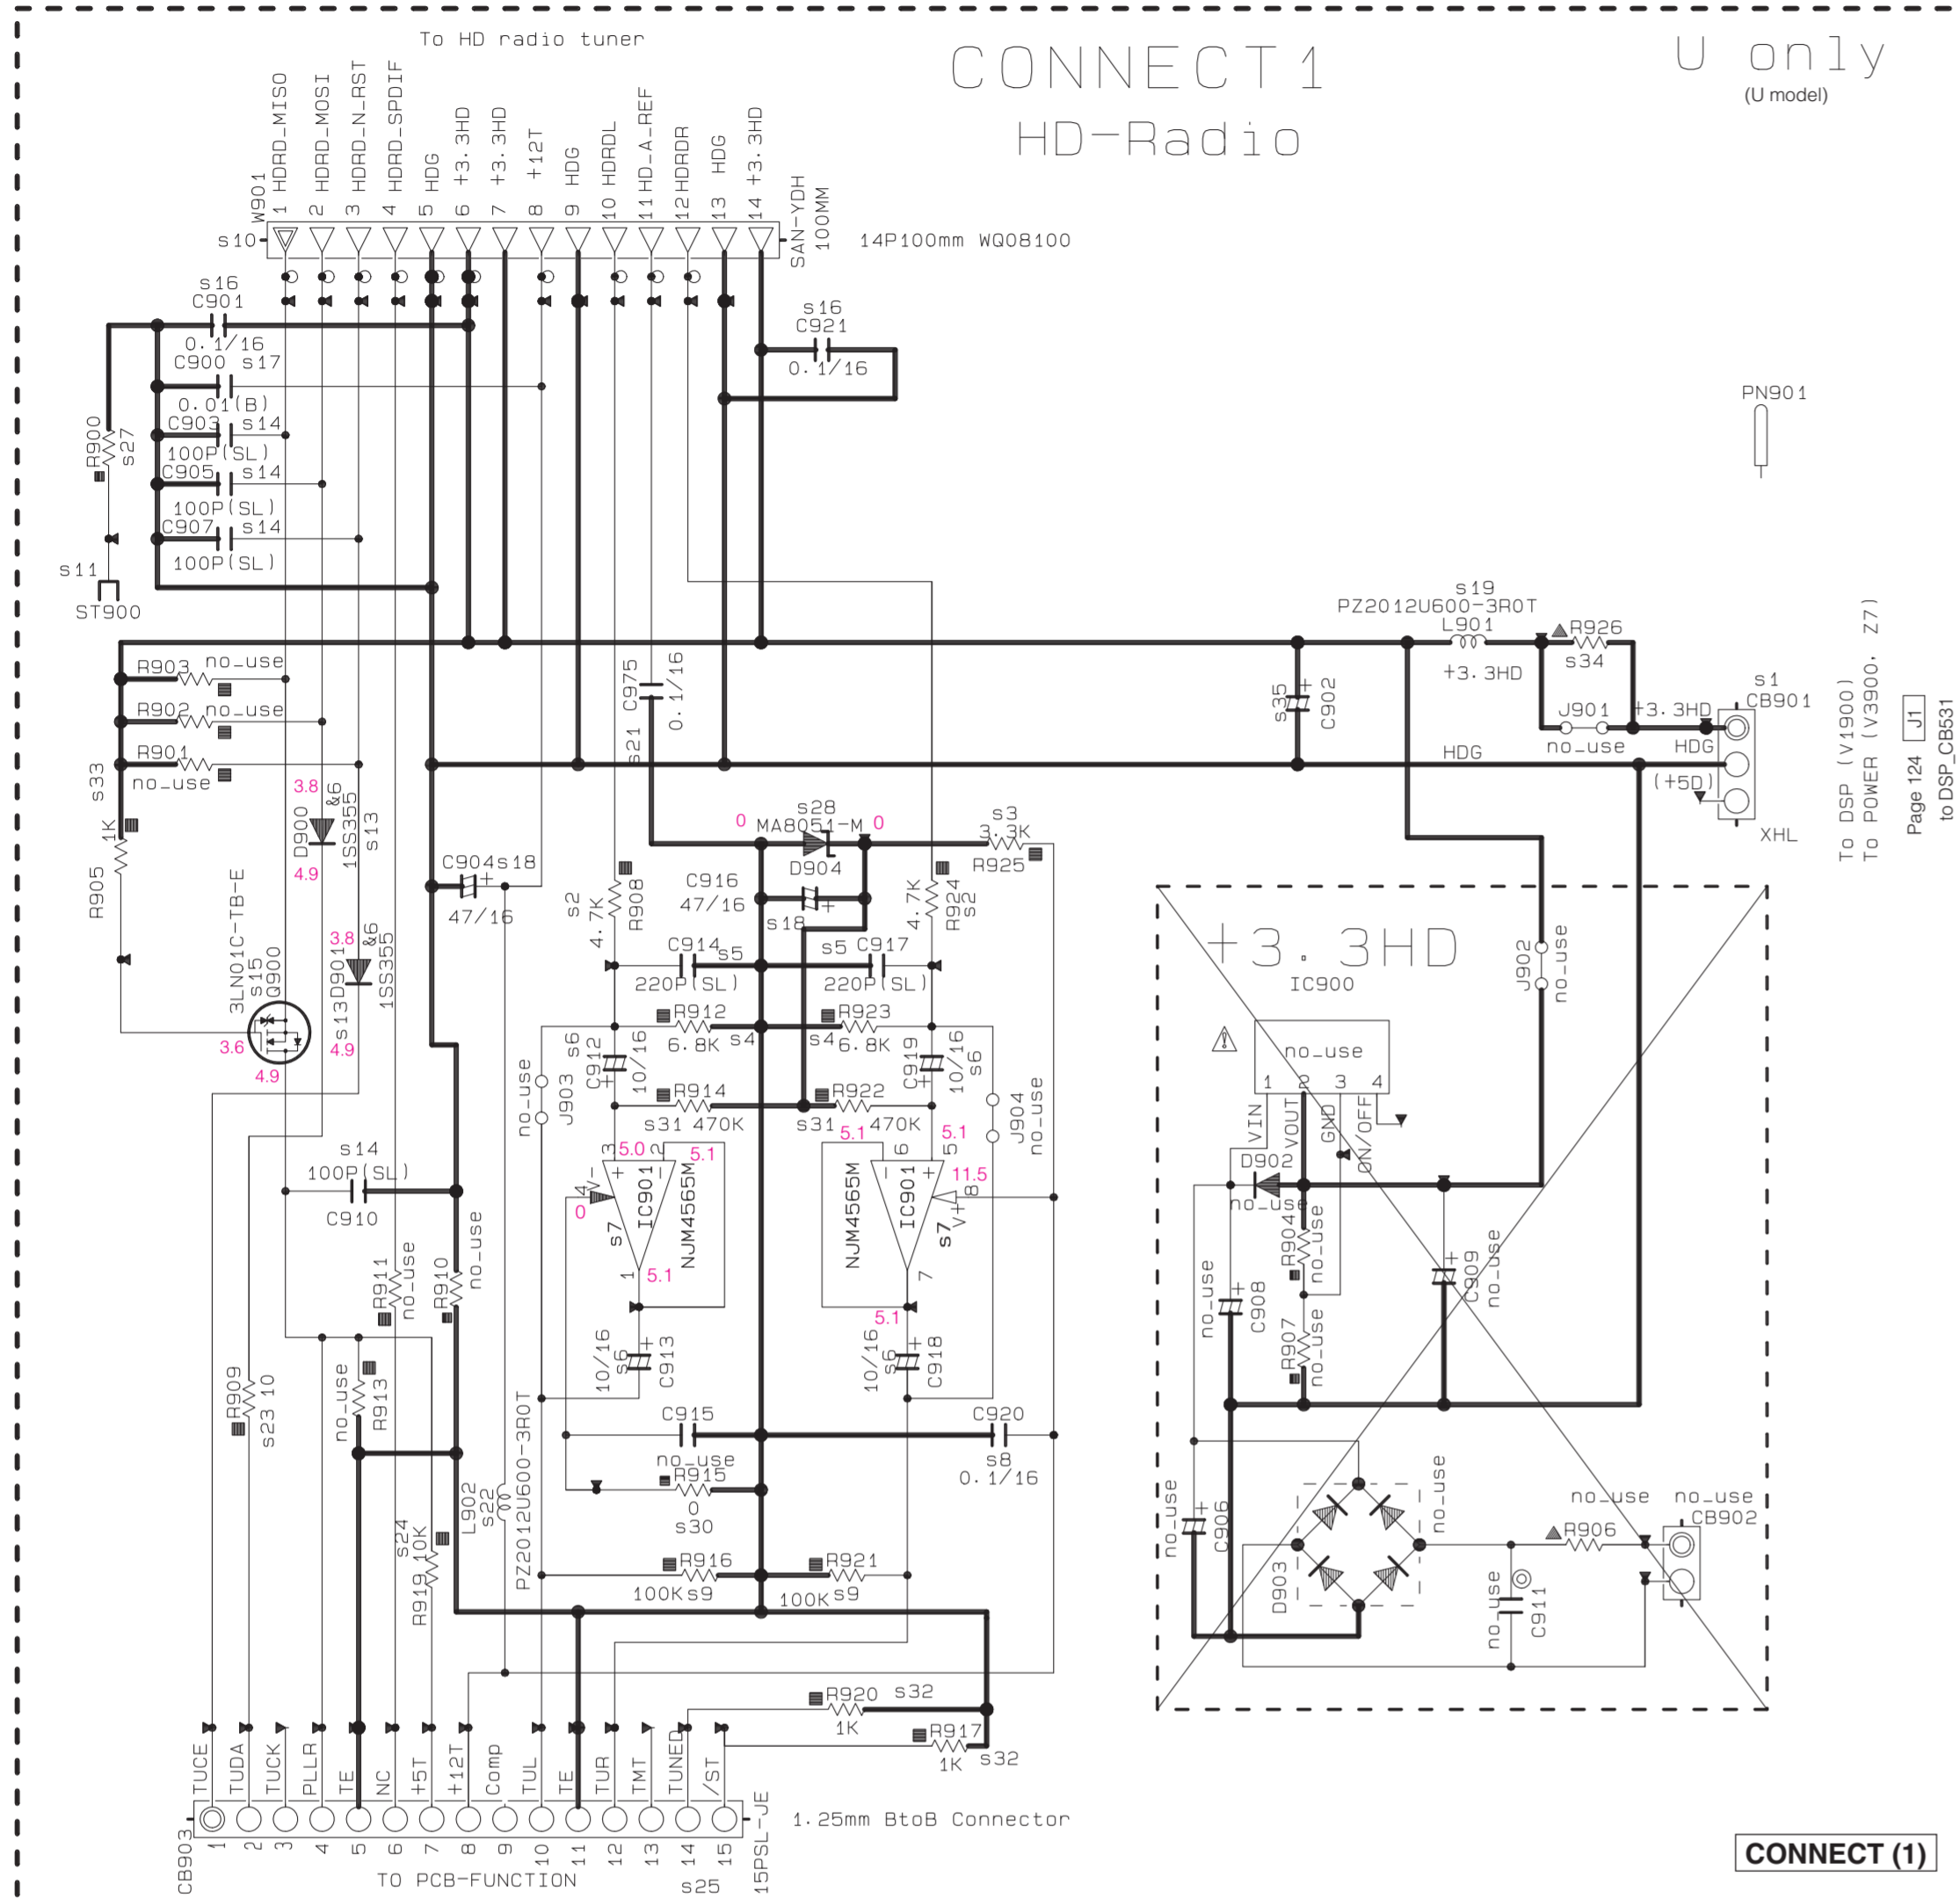 To HD radio tuner
CONNECT1
HD-Radio
U only
(U model)
W901
1 HDRD_MISO
2 HDRD_MOSI
3 HDRD_N-RST
4 HDRD_SPDIF
5 HDG
6 +3.3HD
7 +3.3HD
8 +12T
9 HDG
10 HDRDL
11 HD_A_REF
12 HDRDR
13 HDG
14 +3.3HD
s10
SAN-YDH
100MM
14P100mm WQ08100
s16
C901
0.1/16
C900 s17
0.01(B)
C903 s14
100P(SL)
C905 s14
100P(SL)
C907 s14
100P(SL)
R900
s27
s11
ST900
s16
C921
0.1/16
PN901
R903 no_use
R902 no_use
R901
no_use
s33
1K
R905
3.8
D900
&6
1SS355
s13
4.9
3LN01C-TB-E
s15
Q900
3.6
4.9
3.8
s13 D901
&6
1SS355
4.9
C904 s18
47/16
C975
0.1/16
s21
0
s28
MA8051-M
0
D904
s3
3.3K
R925
s2
4.7K
R908
C916
47/16
s18
4.7K
R924
s2
C914
s5
220P(SL)
s5
C917
220P(SL)
R912
6.8K
s4
R923
s4
6.8K
s6
C912
10/16
C919
10/16
s6
no_use
J903
R914
s31 470K
R922
s31 470K
J904
no_use
3
5.0
2
5.1
4
V-
0
s7
IC901
NJM4565M
1
5.1
5.1
6
5.1
5
11.5
8
V+
NJM4565M
IC901
s7
7
5.1
10/16
s6
C913
10/16
s6
C918
s14
100P(SL)
C910
R911
no_use
R910
no_use
R909
s23 10
no_use
R913
C915
no_use
R915
0
s30
C920
s8
0.1/16
L902
s22
PZ2012U600-3R0T
s24
R919 10K
R916
100K s9
R921
100K s9
R920 s32
1K
R917
1K s32
s19
PZ2012U600-3R0T
L901
+3.3HD
R926
s34
s35
C902
J901
no_use
+3.3HD
HDG
HDG
(+5D)
s1
CB901
XHL
To DSP (V1900)
To POWER (V3900, Z7)
Page 124 J1
to DSP_CB531
+3.3HD
IC900
no_use
1 2 3 4
VIN
VOUT
GND
ON/OFF
J902
no_use
D902
no_use
R904
no_use
R907
no_use
no_use
C908
C909
no_use
no_use
C906
D903
no_use
no_use
C911
no_use
R906
no_use
CB902
TUCE
TUDA
TUCK
PLLR
TE
NC
+5T
+12T
Comp
TUL
TE
TUR
TMT
TUNED
/ST
CB903
1 2 3 4 5 6 7 8 9 10 11 12 13 14 15
15PSL-JE
1.25mm BtoB Connector
TO PCB-FUNCTION
s25
CONNECT (1)